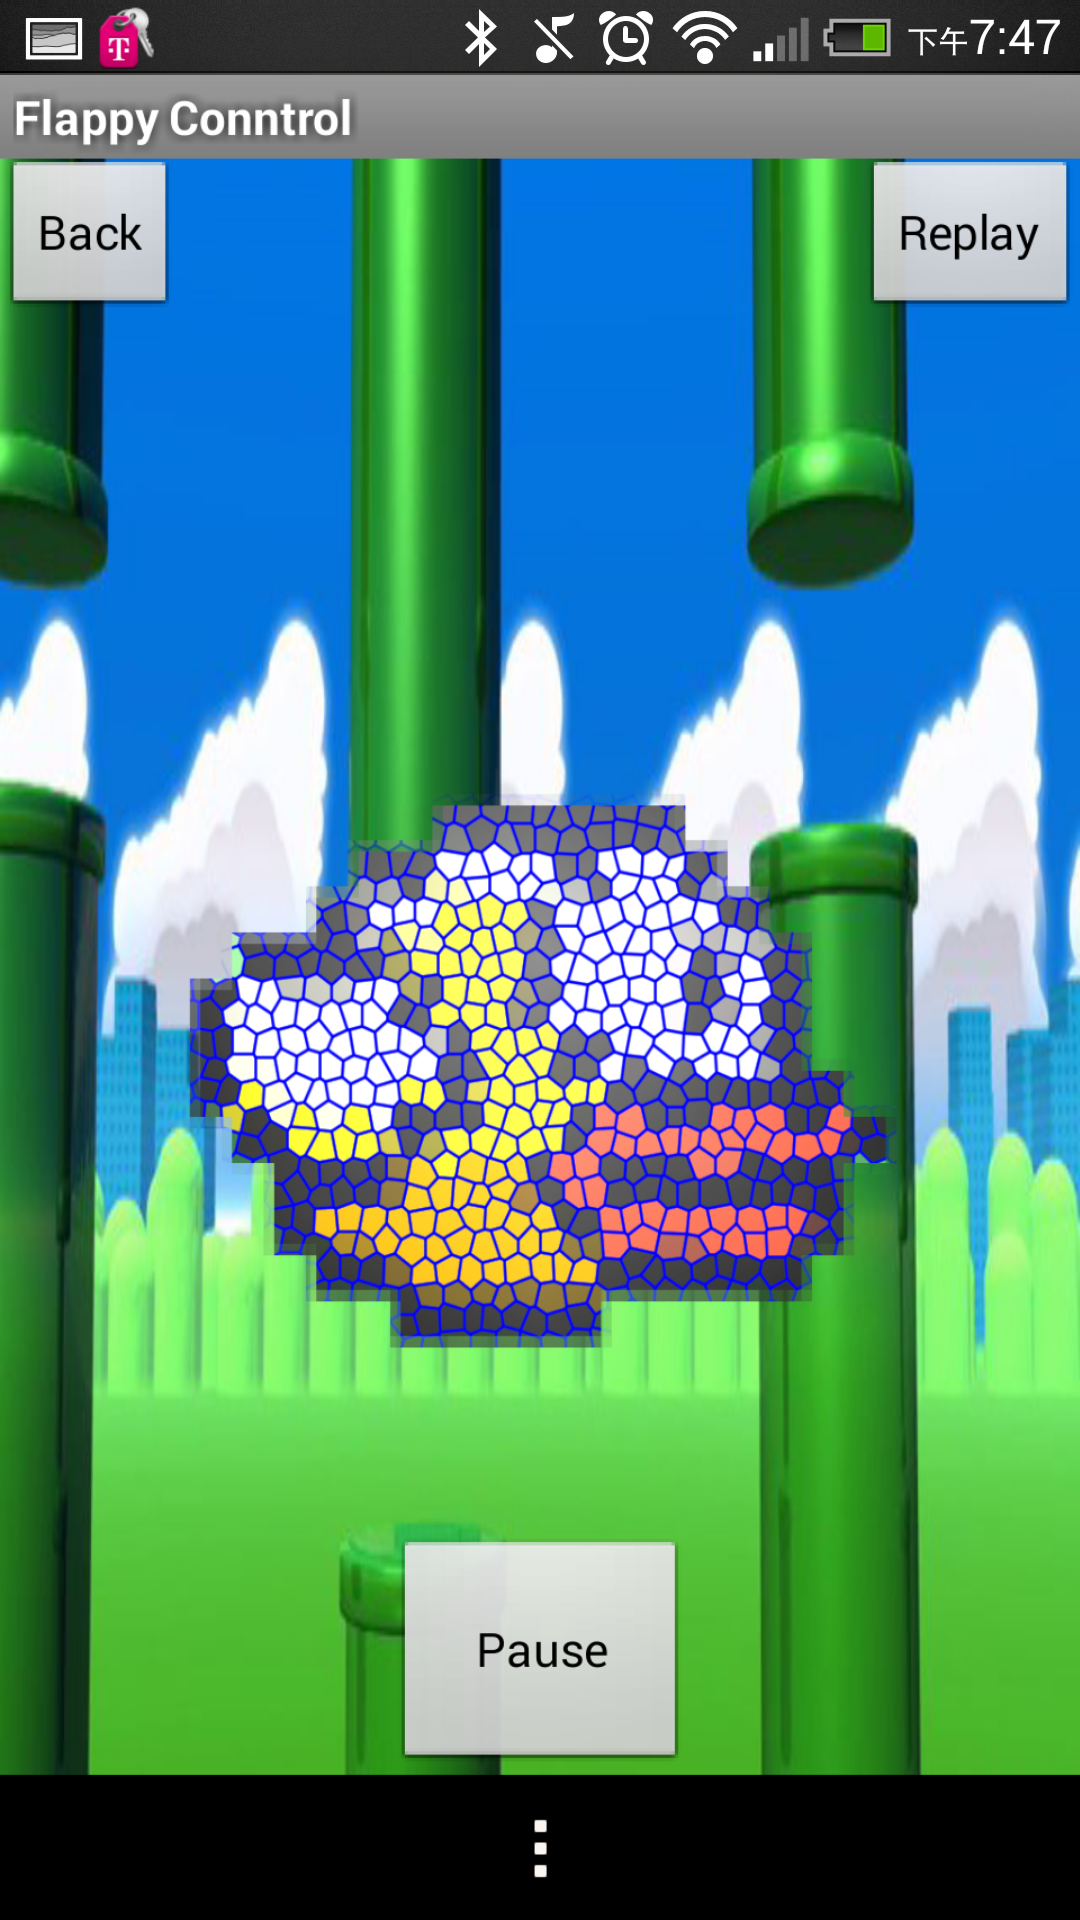 T
下午7:47
Flappy Conntrol
Back
Replay
Pause